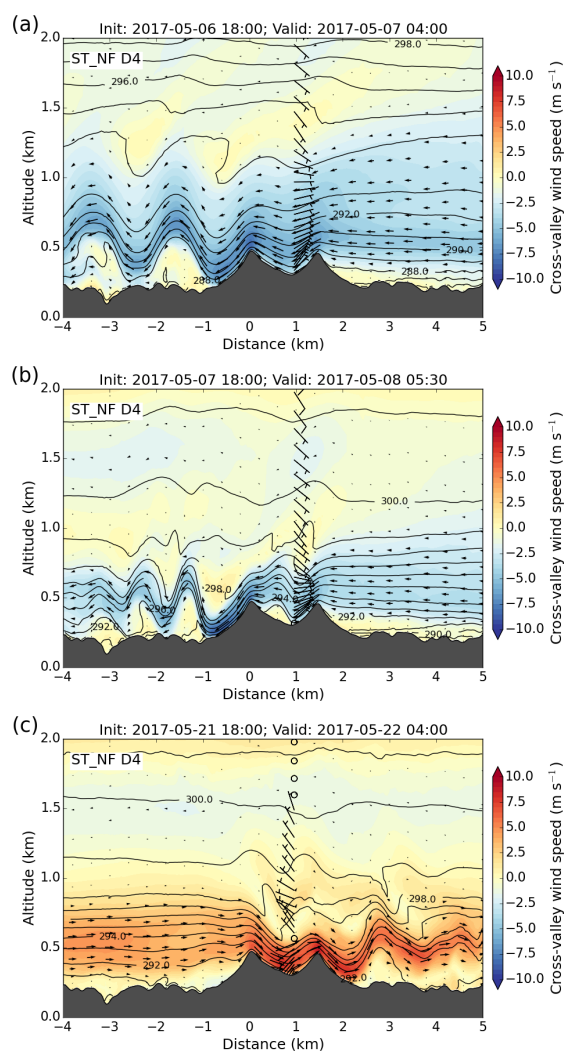 (a)
Init: 2017-05-06 18:00; Valid: 2017-05-07 04:00
ST_NF D4
2.0
1.5
1.0
0.5
0.0
Altitude (km)
298.0
296.0
292.0
290.0
288.0
288.0
−4 −3 −2 −1 0 1 2 3 4 5
Distance (km)
10.0
7.5
5.0
2.5
0.0
−2.5
−5.0
−7.5
−10.0
Cross-valley wind speed (m s⁻¹)
(b)
Init: 2017-05-07 18:00; Valid: 2017-05-08 05:30
ST_NF D4
2.0
1.5
1.0
0.5
0.0
Altitude (km)
300.0
298.0
296.0
294.0
292.0
292.0
290.0
−4 −3 −2 −1 0 1 2 3 4 5
Distance (km)
10.0
7.5
5.0
2.5
0.0
−2.5
−5.0
−7.5
−10.0
Cross-valley wind speed (m s⁻¹)
(c)
Init: 2017-05-21 18:00; Valid: 2017-05-22 04:00
ST_NF D4
2.0
1.5
1.0
0.5
0.0
Altitude (km)
300.0
298.0
294.0
292.0
292.0
−4 −3 −2 −1 0 1 2 3 4 5
Distance (km)
10.0
7.5
5.0
2.5
0.0
−2.5
−5.0
−7.5
−10.0
Cross-valley wind speed (m s⁻¹)